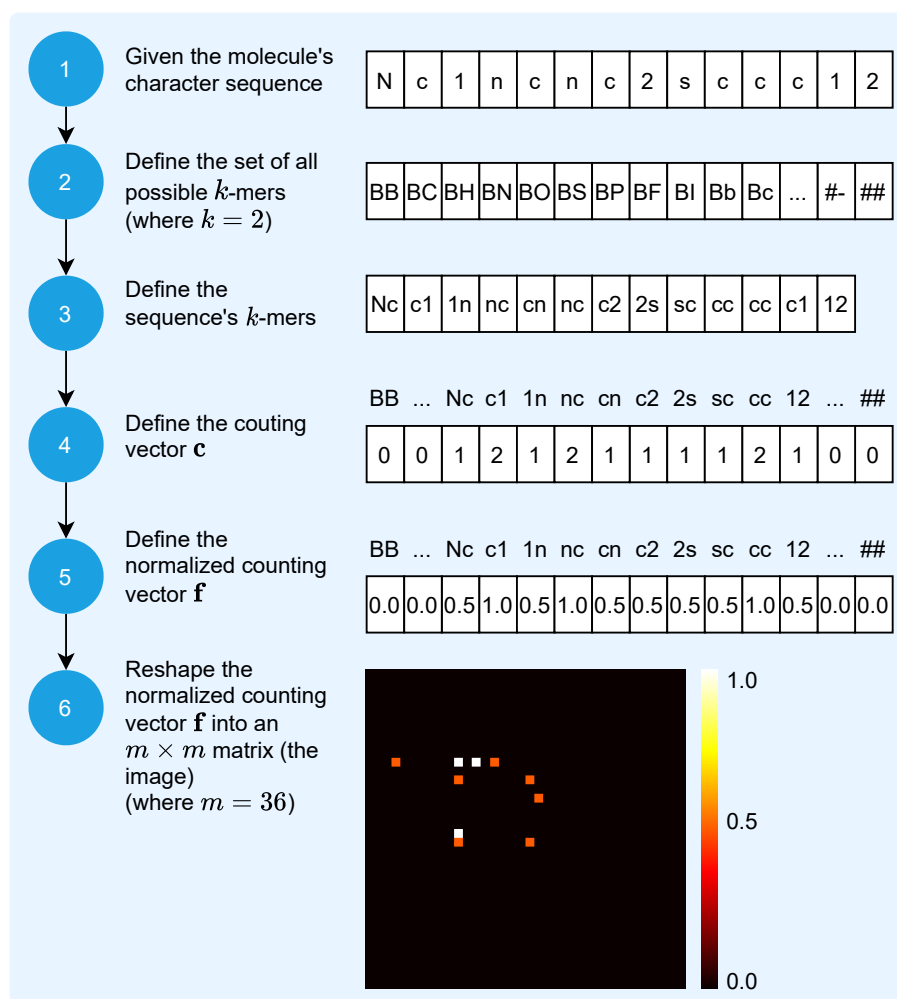 1
Given the molecule's
character sequence
N c 1 n c n c 2 s c c c 1 2
2
Define the set of all
possible k-mers
(where k = 2)
BB BC BH BN BO BS BP BF BI Bb Bc ... #- ##
3
Define the
sequence's k-mers
Nc c1 1n nc cn nc c2 2s sc cc cc c1 12
BB ... Nc c1 1n nc cn c2 2s sc cc 12 ... ##
4
Define the couting
vector c
0 0 1 2 1 2 1 1 1 1 2 1 0 0
BB ... Nc c1 1n nc cn c2 2s sc cc 12 ... ##
5
Define the
normalized counting
vector f
0.0 0.0 0.5 1.0 0.5 1.0 0.5 0.5 0.5 0.5 1.0 0.5 0.0 0.0
6
Reshape the
normalized counting
vector f into an
m × m matrix (the
image)
(where m = 36)
1.0
0.5
0.0